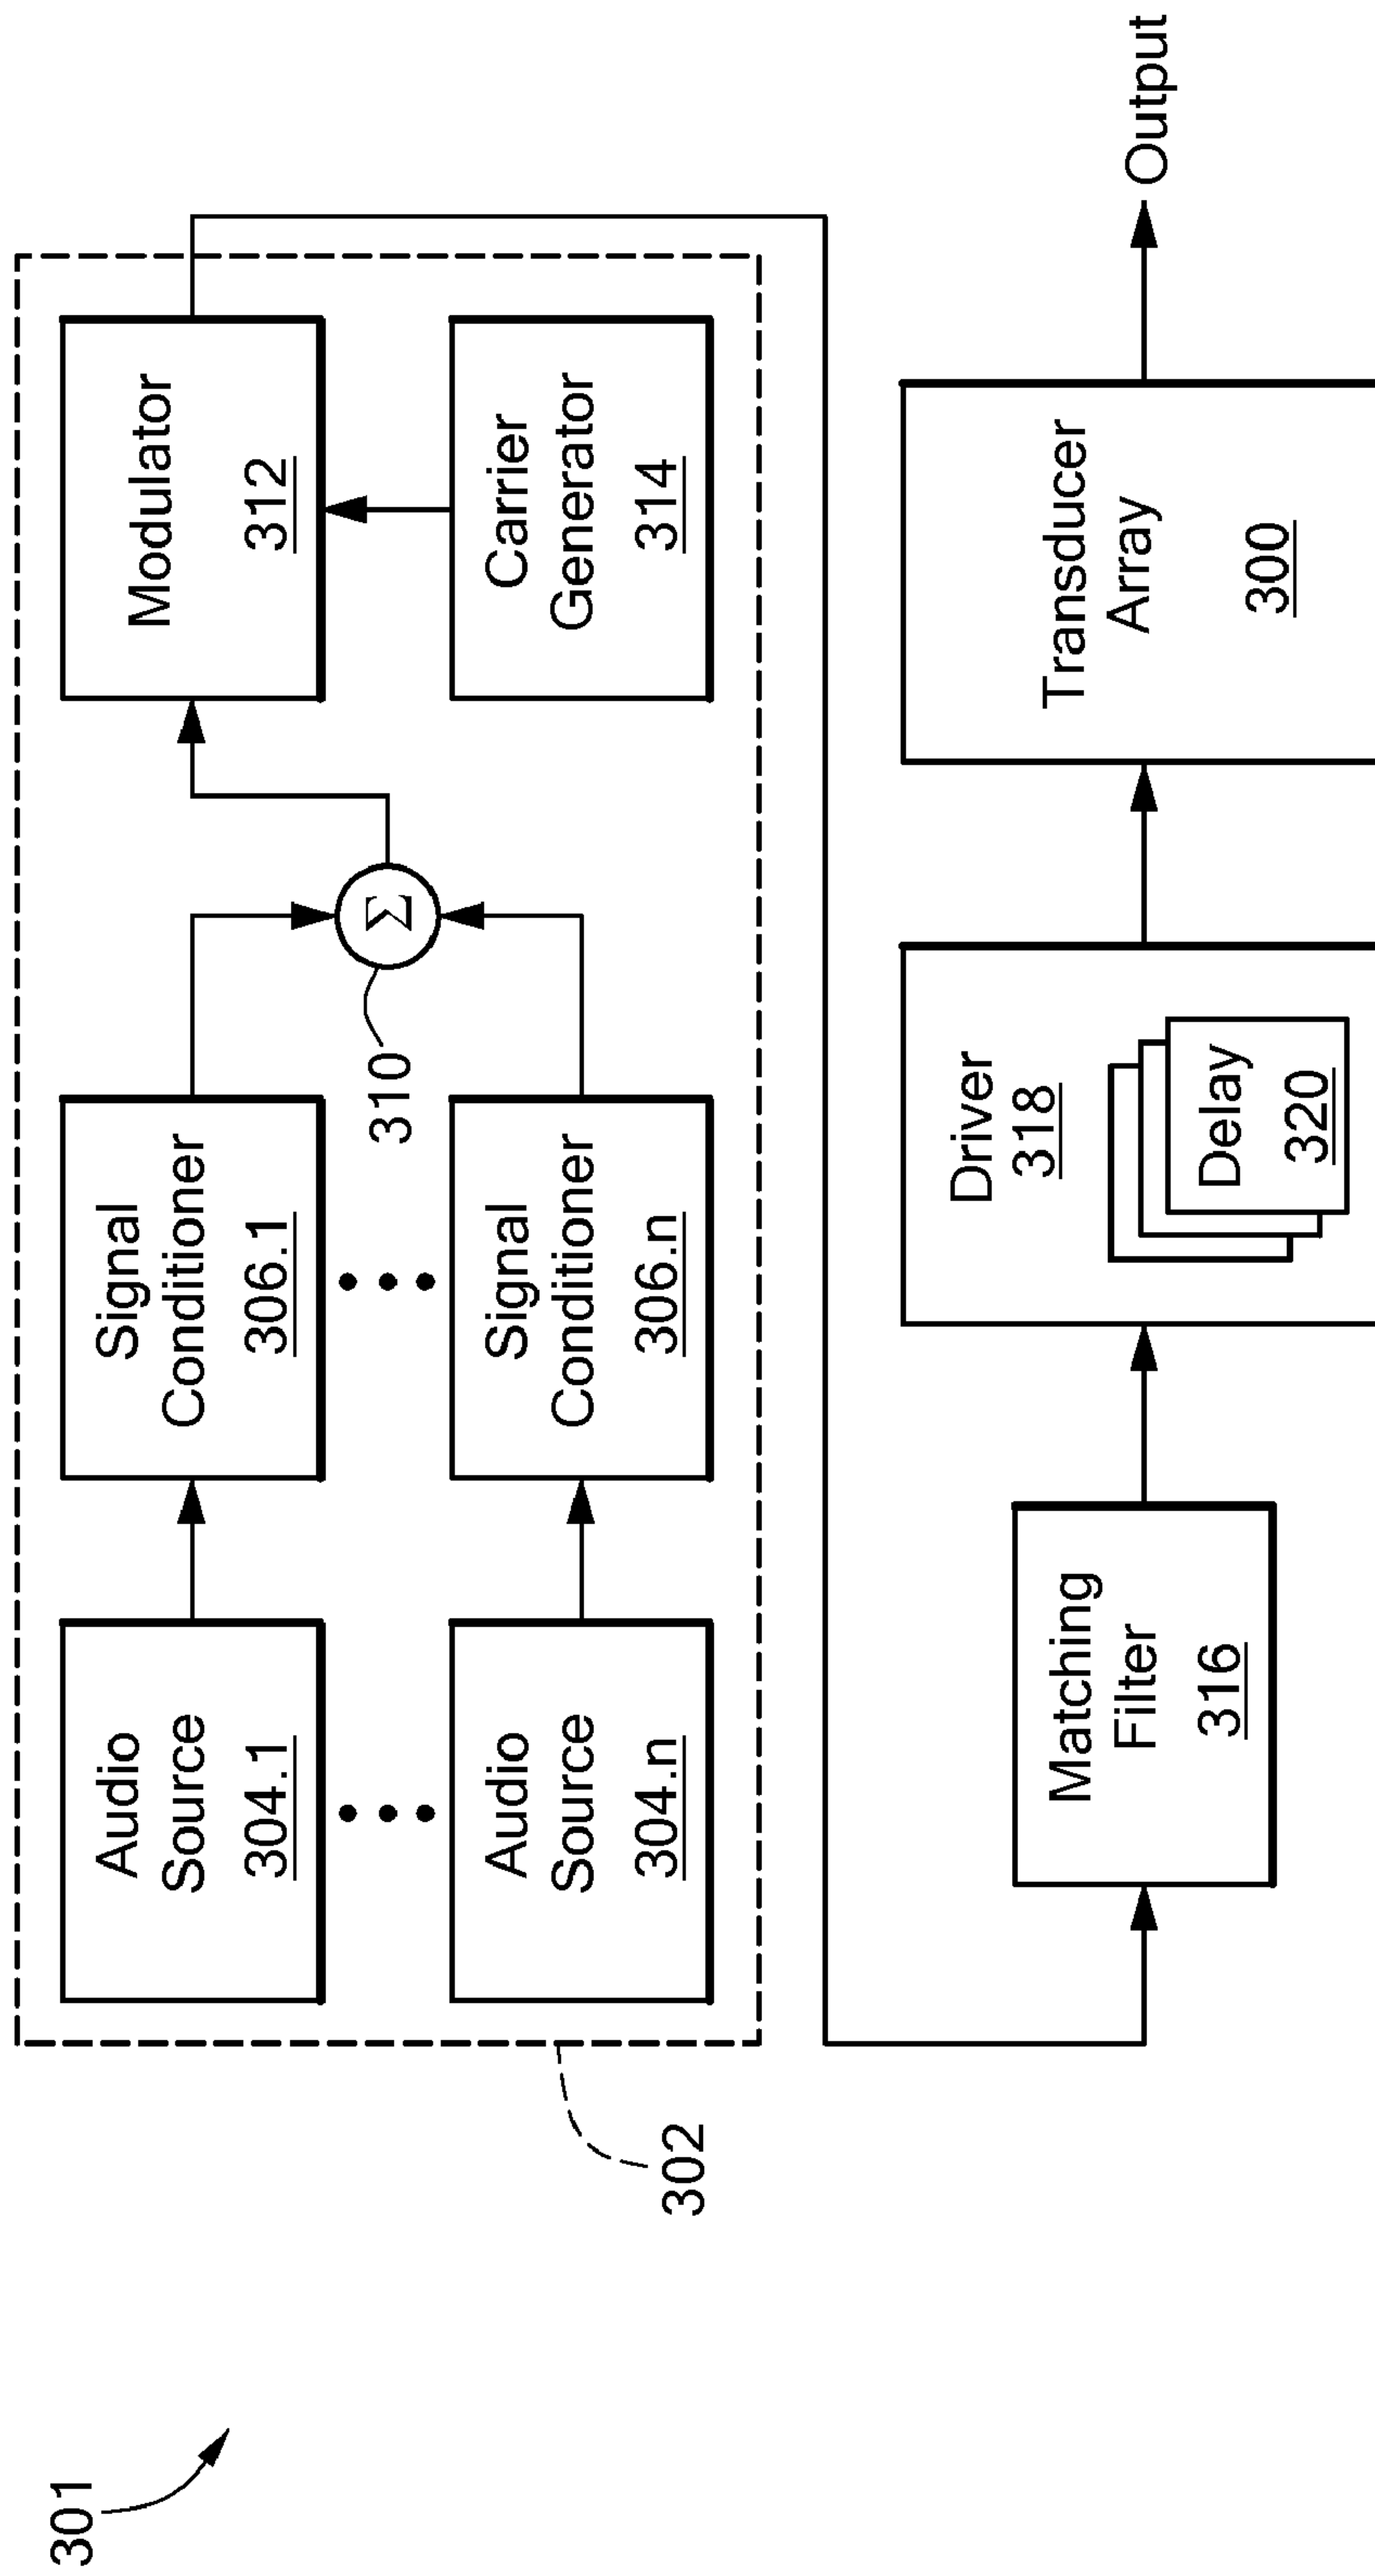 301
302
Audio
Source
304.1
Signal
Conditioner
306.1
Modulator
312
Σ
310
Audio
Source
304.n
Signal
Conditioner
306.n
Carrier
Generator
314
Matching
Filter
316
Driver
318
Delay
320
Transducer
Array
300
Output